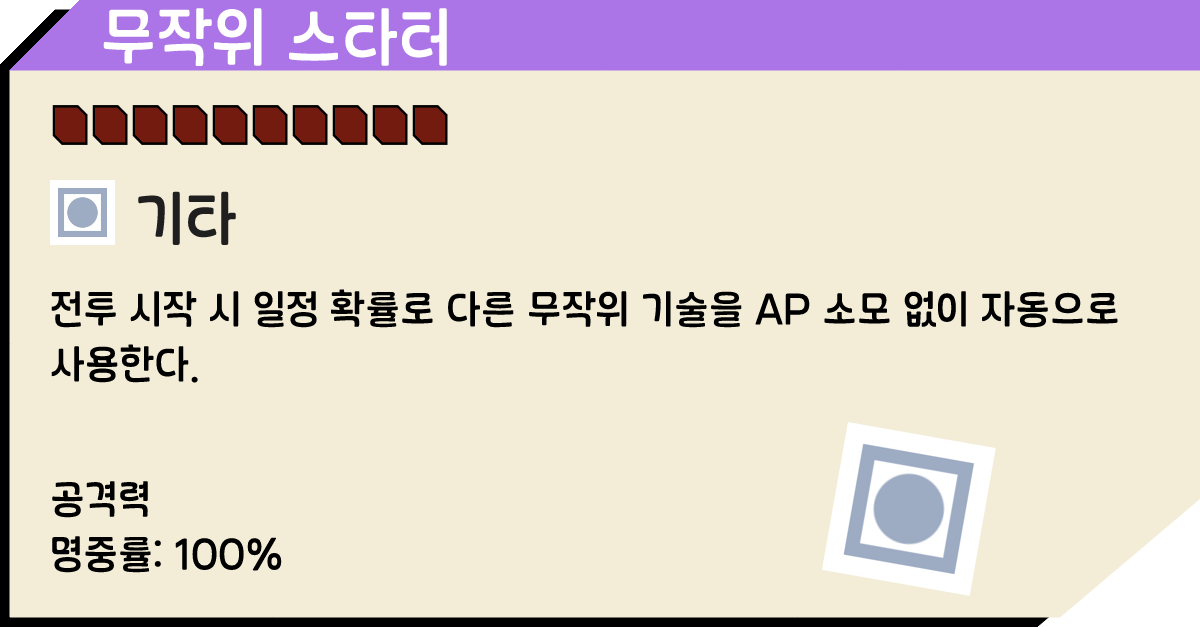 무작위 스타터
기타
전투 시작 시 일정 확률로 다른 무작위 기술을 AP 소모 없이 자동으로
사용한다.
공격력
명중률: 100%